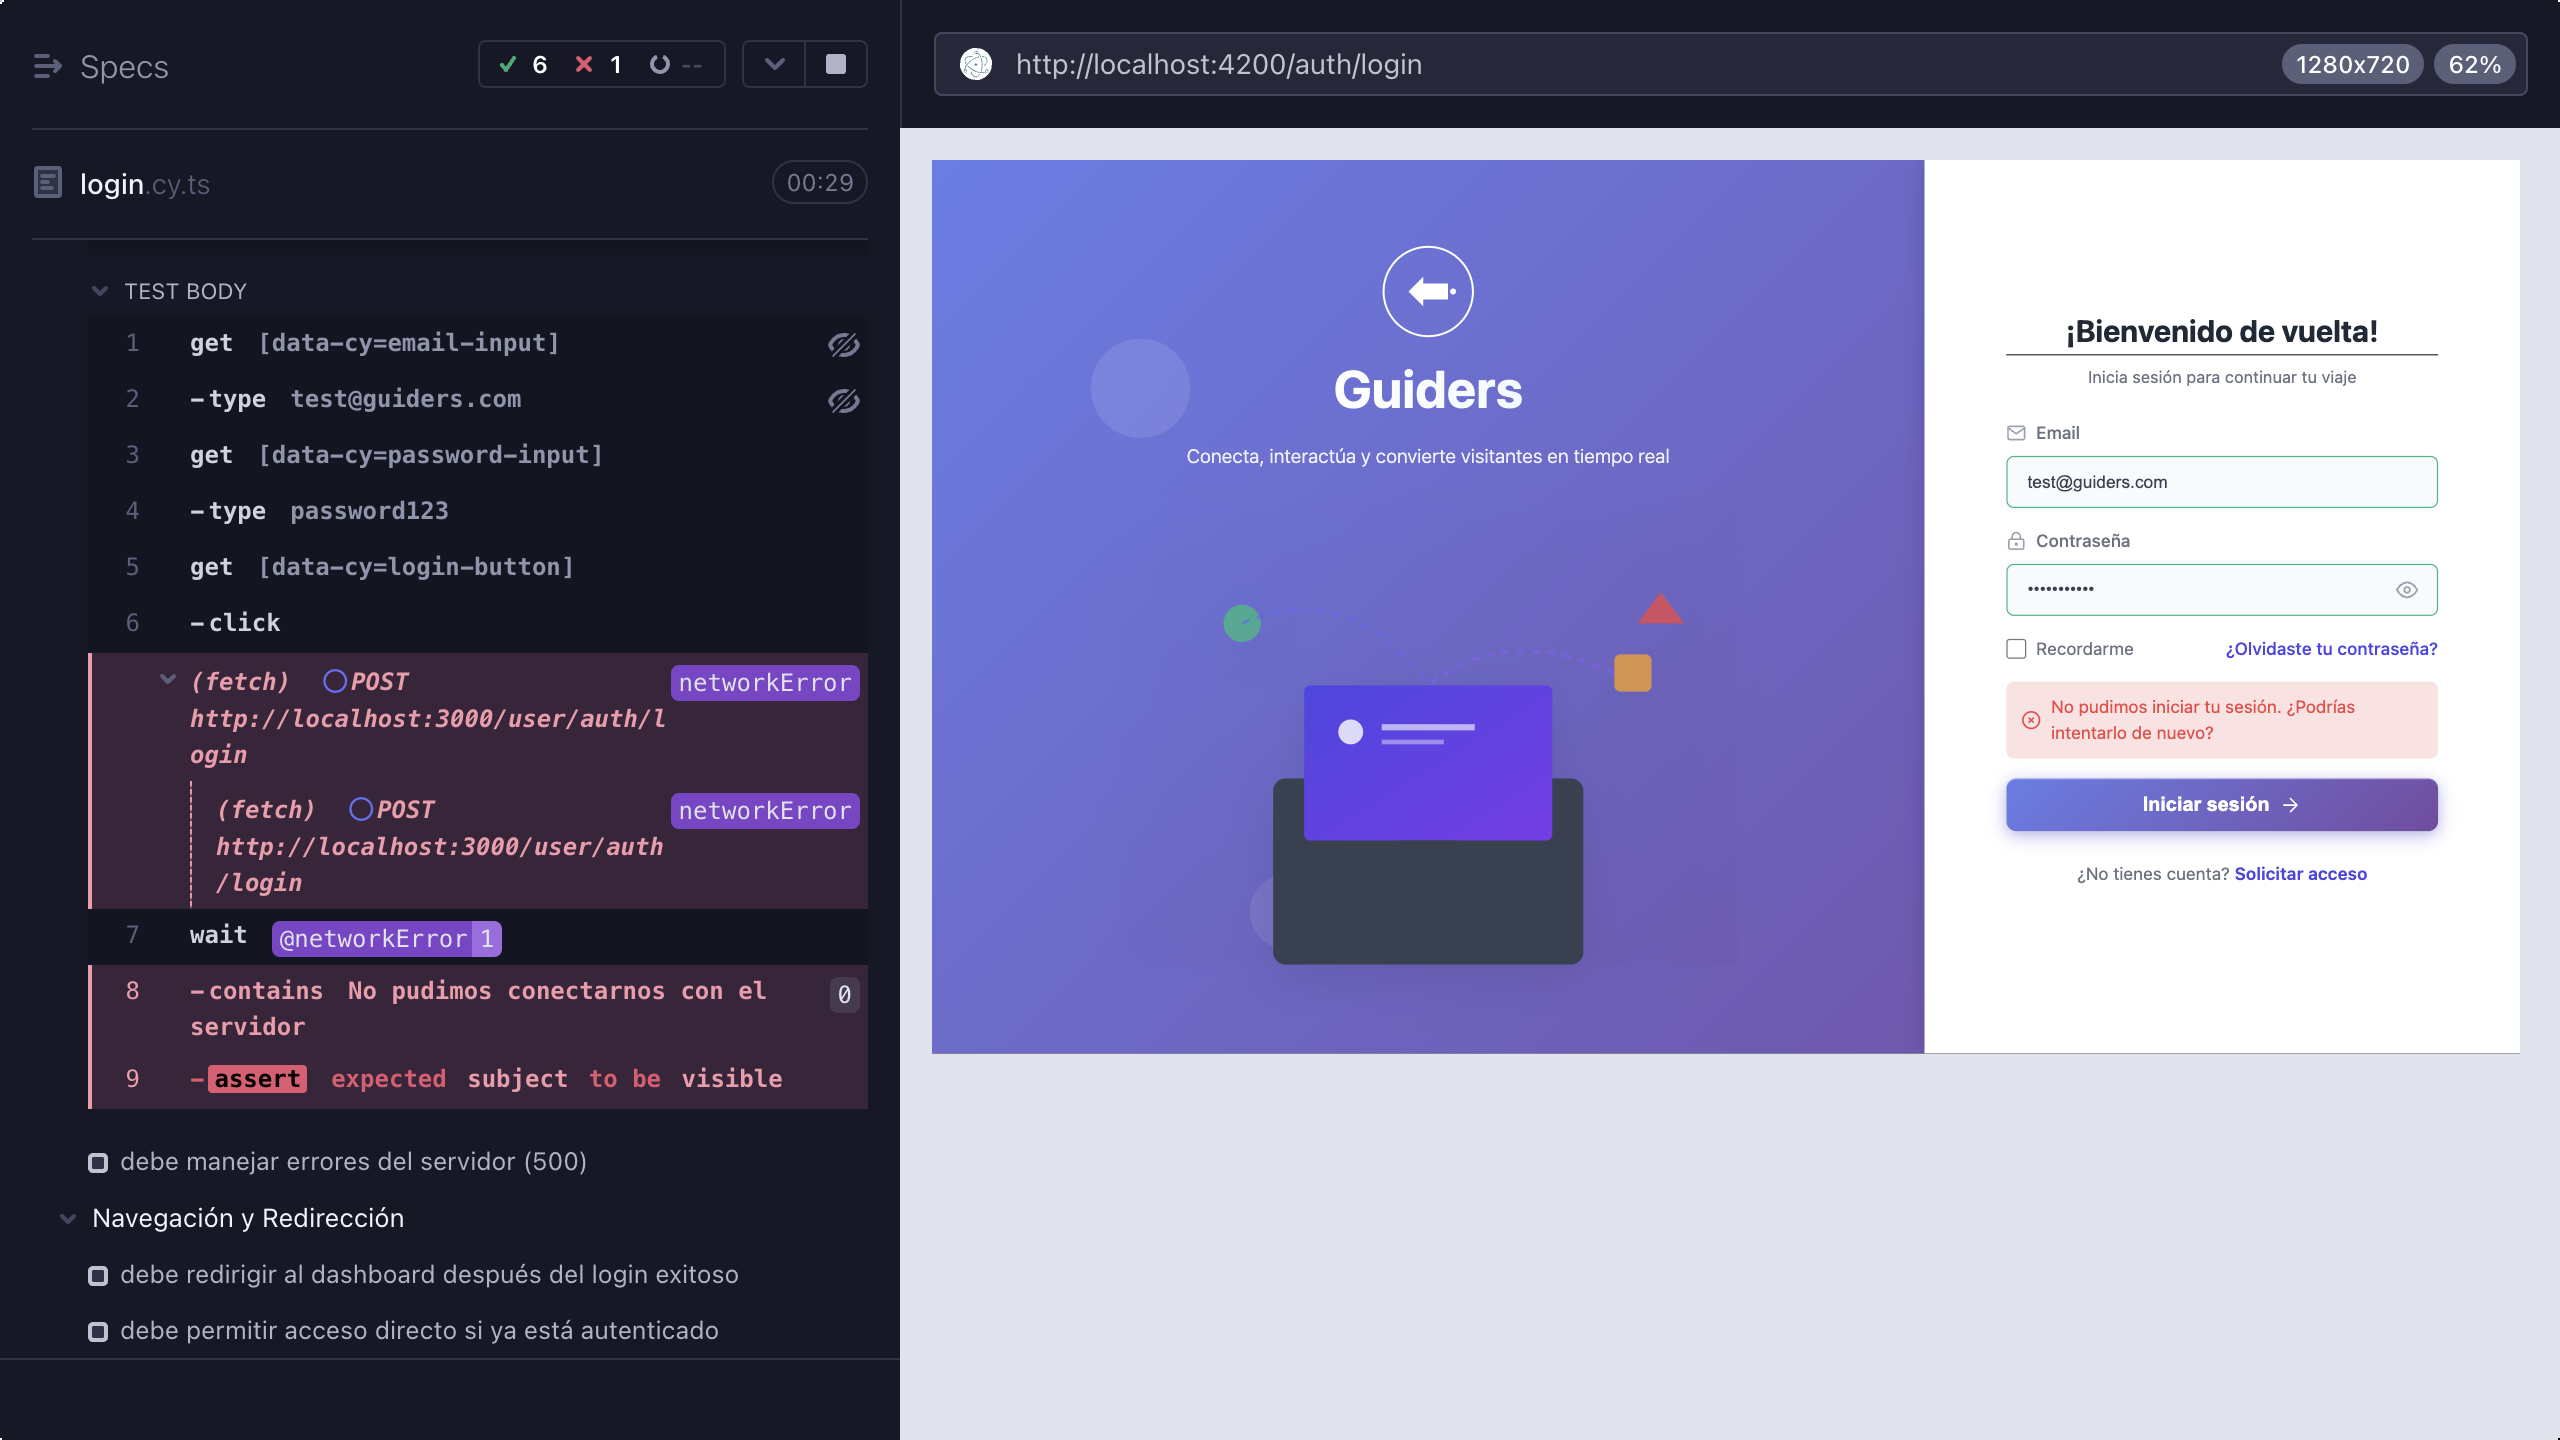 Specs
6 1 --
login.cy.ts
00:29
TEST BODY
1 get [data-cy=email-input]
2 -type test@guiders.com
3 get [data-cy=password-input]
4 -type password123
5 get [data-cy=login-button]
6 -click
(fetch) POST networkError
http://localhost:3000/user/auth/l
ogin
(fetch) POST networkError
http://localhost:3000/user/auth
/login
7 wait @networkError 1
8 -contains No pudimos conectarnos con el 0
servidor
9 -assert expected subject to be visible
debe manejar errores del servidor (500)
Navegación y Redirección
debe redirigir al dashboard después del login exitoso
debe permitir acceso directo si ya está autenticado
http://localhost:4200/auth/login
1280x720 62%
Guiders
Conecta, interactúa y convierte visitantes en tiempo real
¡Bienvenido de vuelta!
Inicia sesión para continuar tu viaje
Email
test@guiders.com
Contraseña
•••••••••••
Recordarme ¿Olvidaste tu contraseña?
No pudimos iniciar tu sesión. ¿Podrías
intentarlo de nuevo?
Iniciar sesión →
¿No tienes cuenta? Solicitar acceso